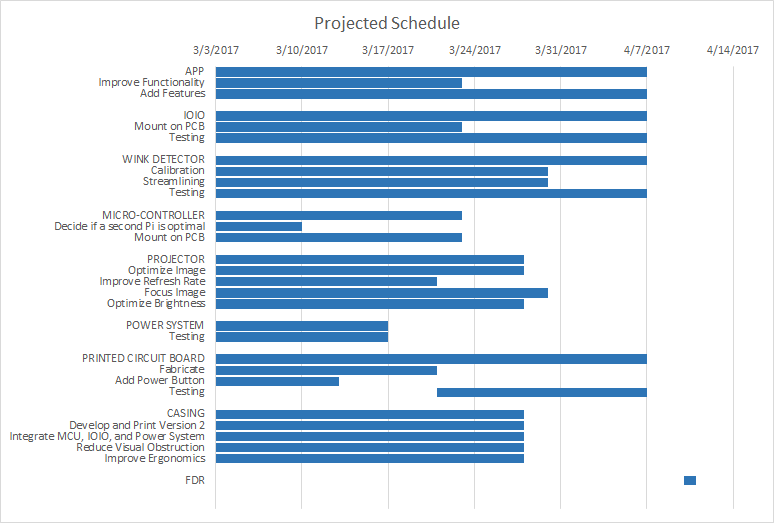 Projected Schedule
3/3/2017 3/10/2017 3/17/2017 3/24/2017 3/31/2017 4/7/2017 4/14/2017
APP
Improve Functionality
Add Features
IOIO
Mount on PCB
Testing
WINK DETECTOR
Calibration
Streamlining
Testing
MICRO-CONTROLLER
Decide if a second Pi is optimal
Mount on PCB
PROJECTOR
Optimize Image
Improve Refresh Rate
Focus Image
Optimize Brightness
POWER SYSTEM
Testing
PRINTED CIRCUIT BOARD
Fabricate
Add Power Button
Testing
CASING
Develop and Print Version 2
Integrate MCU, IOIO, and Power System
Reduce Visual Obstruction
Improve Ergonomics
FDR